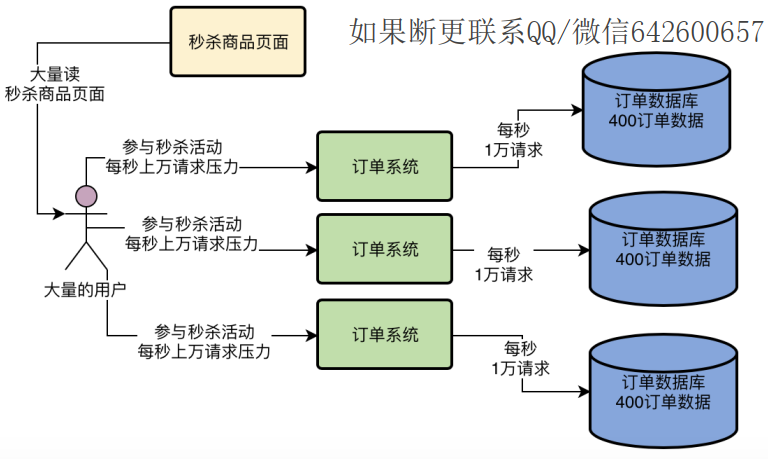 如果断更联系QQ/微信642600657
秒杀商品页面
大量读
秒杀商品页面
订单数据库
400订单数据
每秒
1万请求
参与秒杀活动
每秒上万请求压力
订单系统
参与秒杀活动
每秒上万请求压力
订单系统
每秒
1万请求
订单数据库
400订单数据
大量的用户
参与秒杀活动
每秒上万请求压力
订单系统
每秒
1万请求
订单数据库
400订单数据